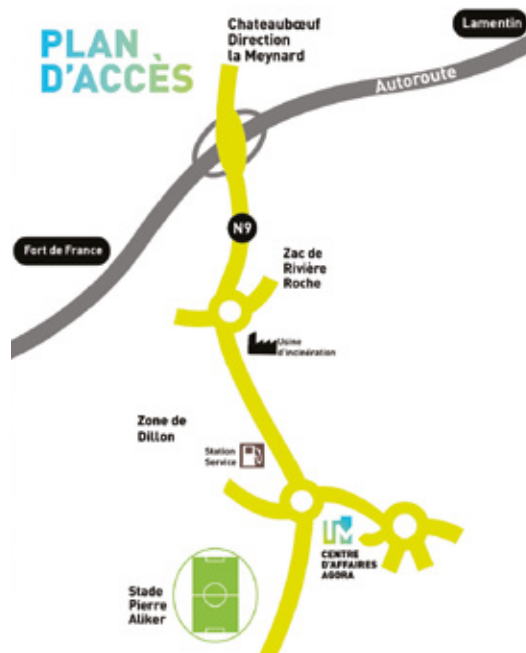 PLAN
D'ACCÈS
Chateaubœuf
Direction
la Meynard
Lamentin
Autoroute
Fort de France
N9
Zac de
Rivière
Roche
Usine
d'incinération
Zone de
Dillon
Station
Service
CENTRE
D'AFFAIRES
AGORA
Stade
Pierre
Aliker